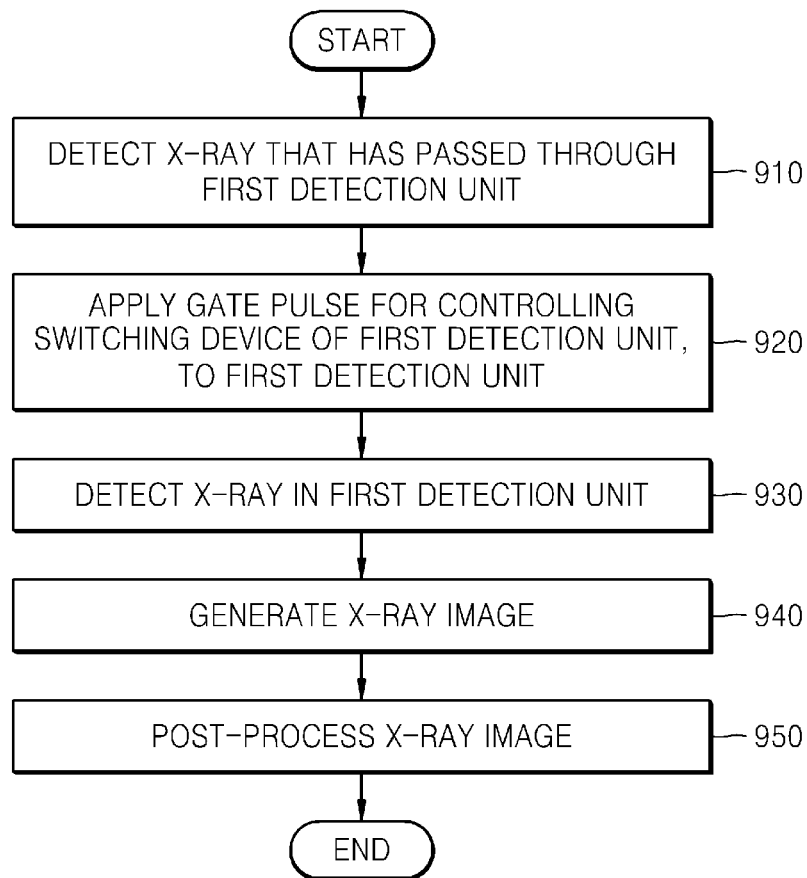 START
DETECT X-RAY THAT HAS PASSED THROUGH
FIRST DETECTION UNIT
910
APPLY GATE PULSE FOR CONTROLLING
SWITCHING DEVICE OF FIRST DETECTION UNIT,
TO FIRST DETECTION UNIT
920
DETECT X-RAY IN FIRST DETECTION UNIT
930
GENERATE X-RAY IMAGE
940
POST-PROCESS X-RAY IMAGE
950
END